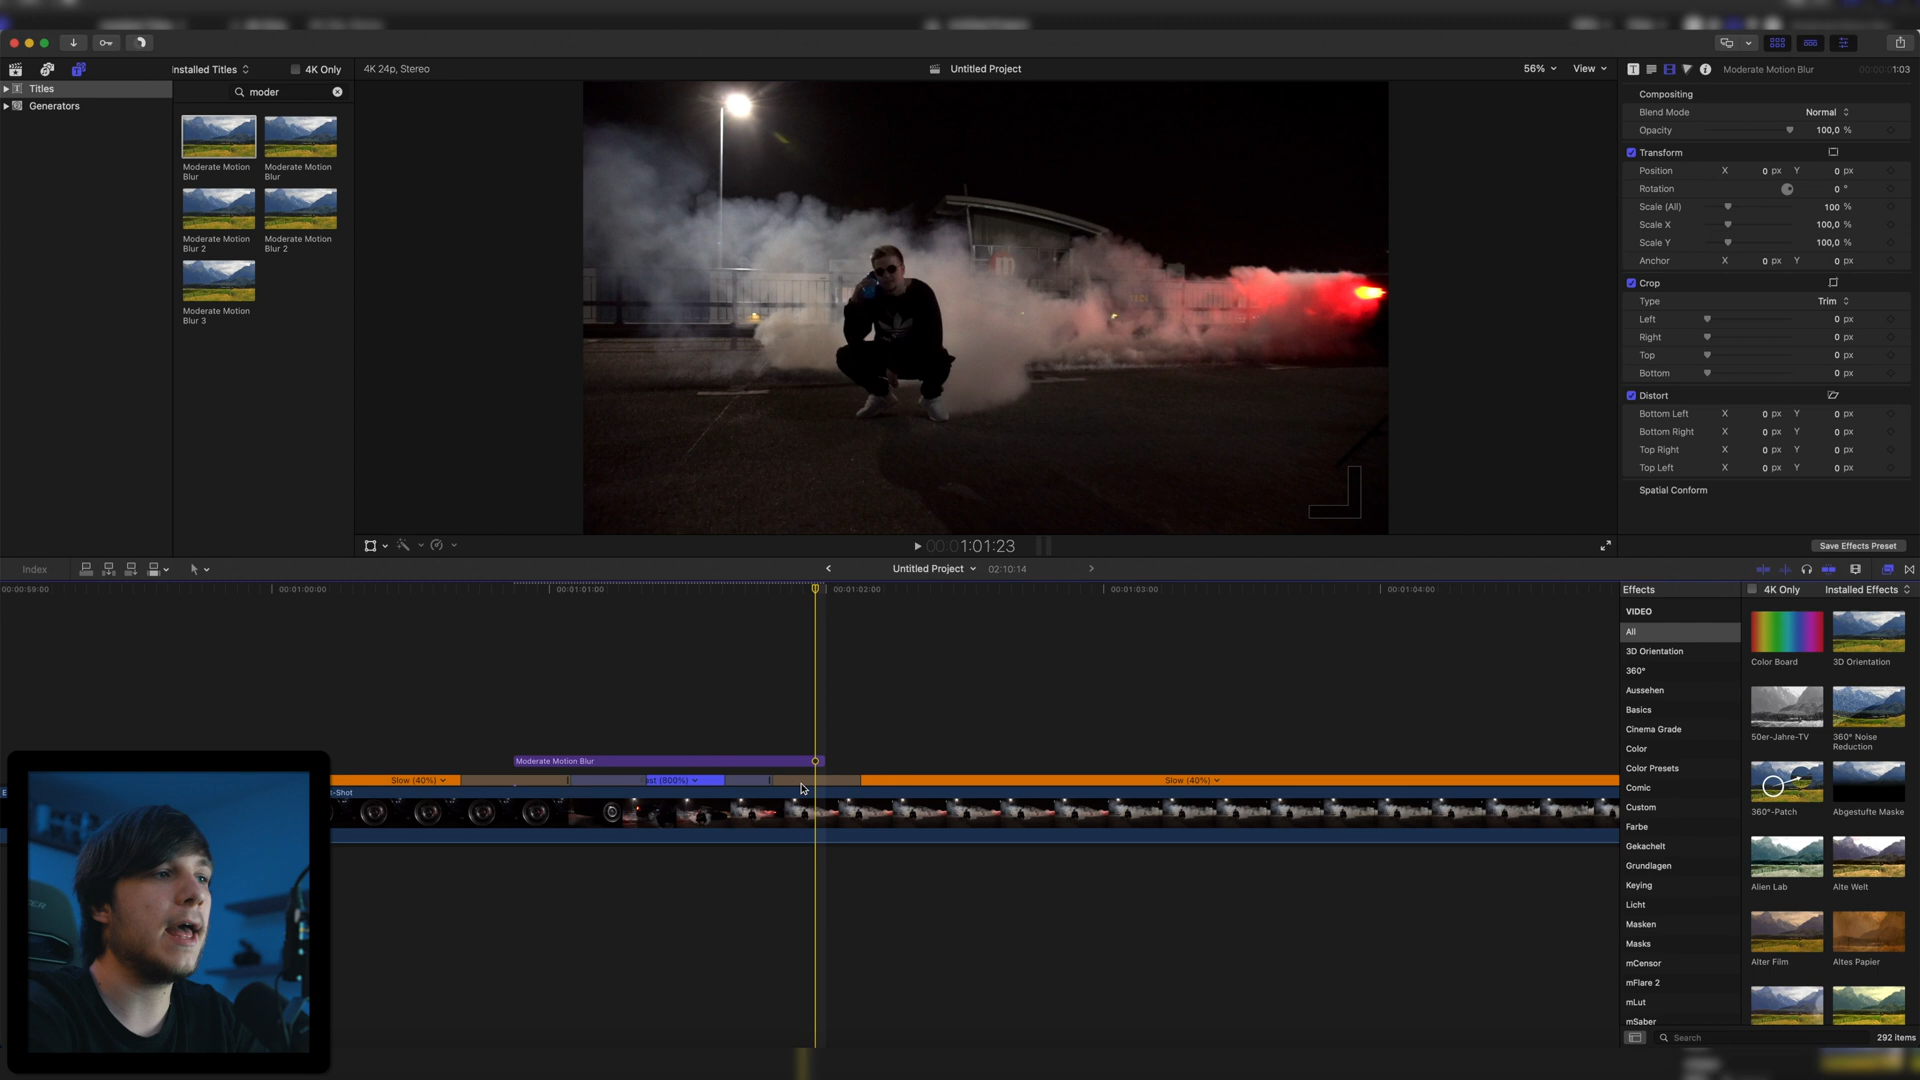 Installed Titles
4K Only
4K 24p, Stereo
Untitled Project
56%
View
Moderate Motion Blur
1:03
Titles
Generators
moder
Moderate Motion
Blur
Moderate Motion
Blur
Moderate Motion
Blur 2
Moderate Motion
Blur 2
Moderate Motion
Blur 3
Compositing
Blend Mode
Normal
Opacity
100,0 %
Transform
Position X 0 px Y 0 px
Rotation 0 °
Scale (All) 100 %
Scale X 100,0 %
Scale Y 100,0 %
Anchor X 0 px Y 0 px
Crop
Type Trim
Left 0 px
Right 0 px
Top 0 px
Bottom 0 px
Distort
Bottom Left X 0 px Y 0 px
Bottom Right X 0 px Y 0 px
Top Right X 0 px Y 0 px
Top Left X 0 px Y 0 px
Spatial Conform
Save Effects Preset
00:00:1:01:23
Index
Untitled Project
02:10:14
00:00:59:00
00:01:00:00
00:01:01:00
00:01:02:00
00:01:03:00
00:01:04:00
Moderate Motion Blur
Slow (40%)
st (800%)
Slow (40%)
t-Shot
Effects
4K Only
Installed Effects
VIDEO
All
3D Orientation
360°
Aussehen
Basics
Cinema Grade
Color
Color Presets
Comic
Custom
Farbe
Gekachelt
Grundlagen
Keying
Licht
Masken
Masks
mCensor
mFlare 2
mLut
mSaber
Color Board
3D Orientation
50er-Jahre-TV
360° Noise
Reduction
360°-Patch
Abgestufte Maske
Alien Lab
Alte Welt
Alter Film
Altes Papier
Search
292 items